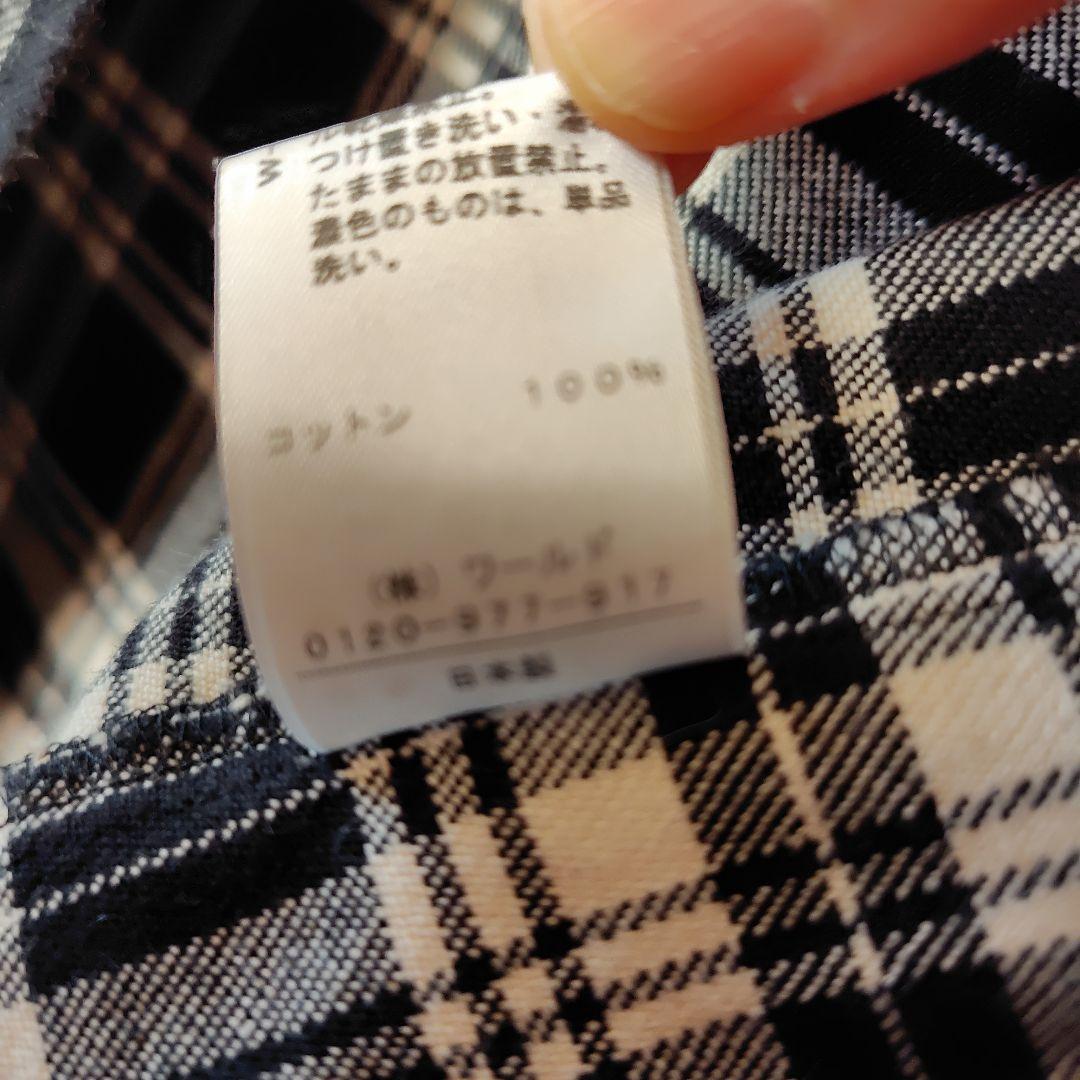 W
つけ置き洗い・濡
たままの放置禁止。
濃色のものは、単品
洗い。
コットン 100%
(株) ワールド
0120-977-917
日本製